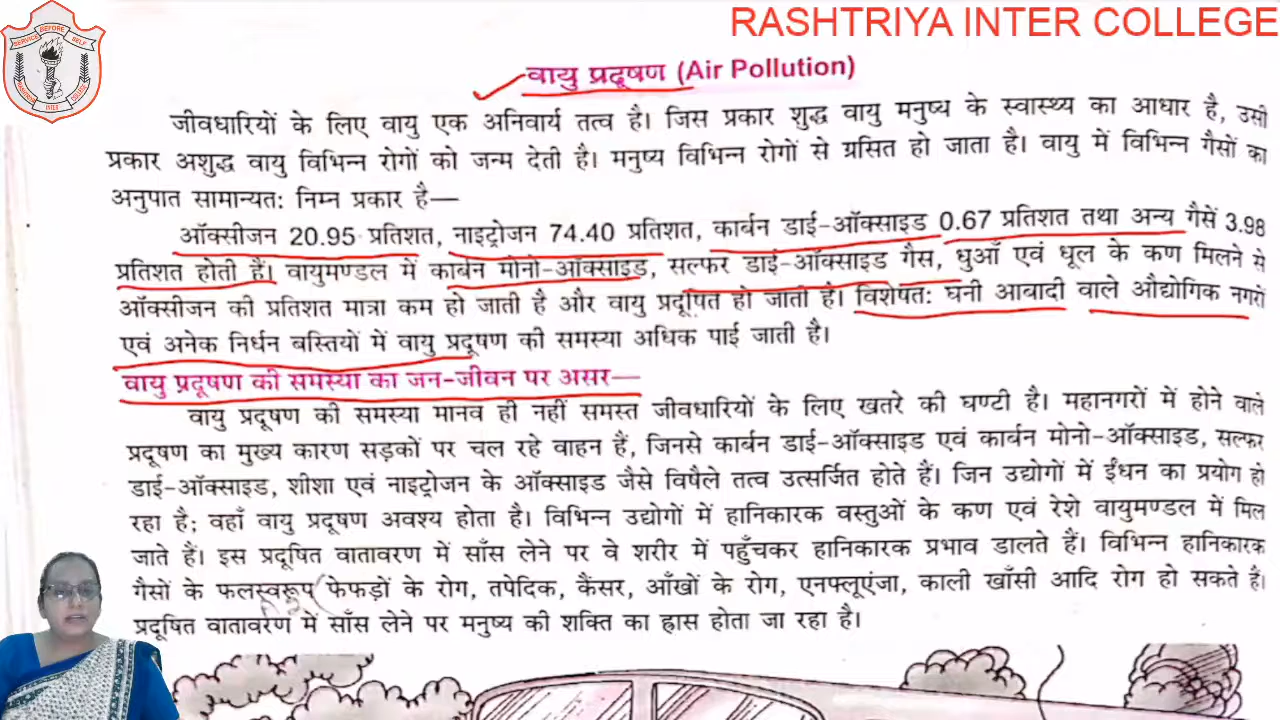 RASHTRIYA INTER COLLEGE
SERVICE BEFORE SELF
INTER
वायु प्रदूषण (Air Pollution)
जीवधारियों के लिए वायु एक अनिवार्य तत्व है। जिस प्रकार शुद्ध वायु मनुष्य के स्वास्थ्य का आधार है, उसी
प्रकार अशुद्ध वायु विभिन्न रोगों को जन्म देती है। मनुष्य विभिन्न रोगों से ग्रसित हो जाता है। वायु में विभिन्न गैसों का
अनुपात सामान्यत: निम्न प्रकार है—
ऑक्सीजन 20.95 प्रतिशत, नाइट्रोजन 74.40 प्रतिशत, कार्बन डाई-ऑक्साइड 0.67 प्रतिशत तथा अन्य गैसें 3.98
प्रतिशत होती हैं। वायुमण्डल में कार्बन मोनो-ऑक्साइड, सल्फर डाई-ऑक्साइड गैस, धुआँ एवं धूल के कण मिलने से
ऑक्सीजन की प्रतिशत मात्रा कम हो जाती है और वायु प्रदूषित हो जाती है। विशेषत: घनी आबादी वाले औद्योगिक नगरों
एवं अनेक निर्धन बस्तियों में वायु प्रदूषण की समस्या अधिक पाई जाती है।
वायु प्रदूषण की समस्या का जन-जीवन पर असर—
वायु प्रदूषण की समस्या मानव ही नहीं समस्त जीवधारियों के लिए खतरे की घण्टी है। महानगरों में होने वाले
प्रदूषण का मुख्य कारण सड़कों पर चल रहे वाहन हैं, जिनसे कार्बन डाई-ऑक्साइड एवं कार्बन मोनो-ऑक्साइड, सल्फर
डाई-ऑक्साइड, शीशा एवं नाइट्रोजन के ऑक्साइड जैसे विषैले तत्व उत्सर्जित होते हैं। जिन उद्योगों में ईंधन का प्रयोग हो
रहा है; वहाँ वायु प्रदूषण अवश्य होता है। विभिन्न उद्योगों में हानिकारक वस्तुओं के कण एवं रेशे वायुमण्डल में मिल
जाते हैं। इस प्रदूषित वातावरण में साँस लेने पर वे शरीर में पहुँचकर हानिकारक प्रभाव डालते हैं। विभिन्न हानिकारक
गैसों के फलस्वरूप फेफड़ों के रोग, तपेदिक, कैंसर, आँखों के रोग, एनफ्लूएंजा, काली खाँसी आदि रोग हो सकते हैं।
प्रदूषित वातावरण में साँस लेने पर मनुष्य की शक्ति का ह्रास होता जा रहा है।